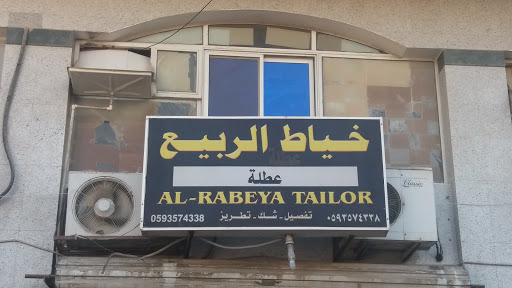 خياط الربيع
عطلة
AL-RABEYA TAILOR
0593574338 تفصيل - شك - تطريز ٠٥٩٣٥٧٤٣٣٨